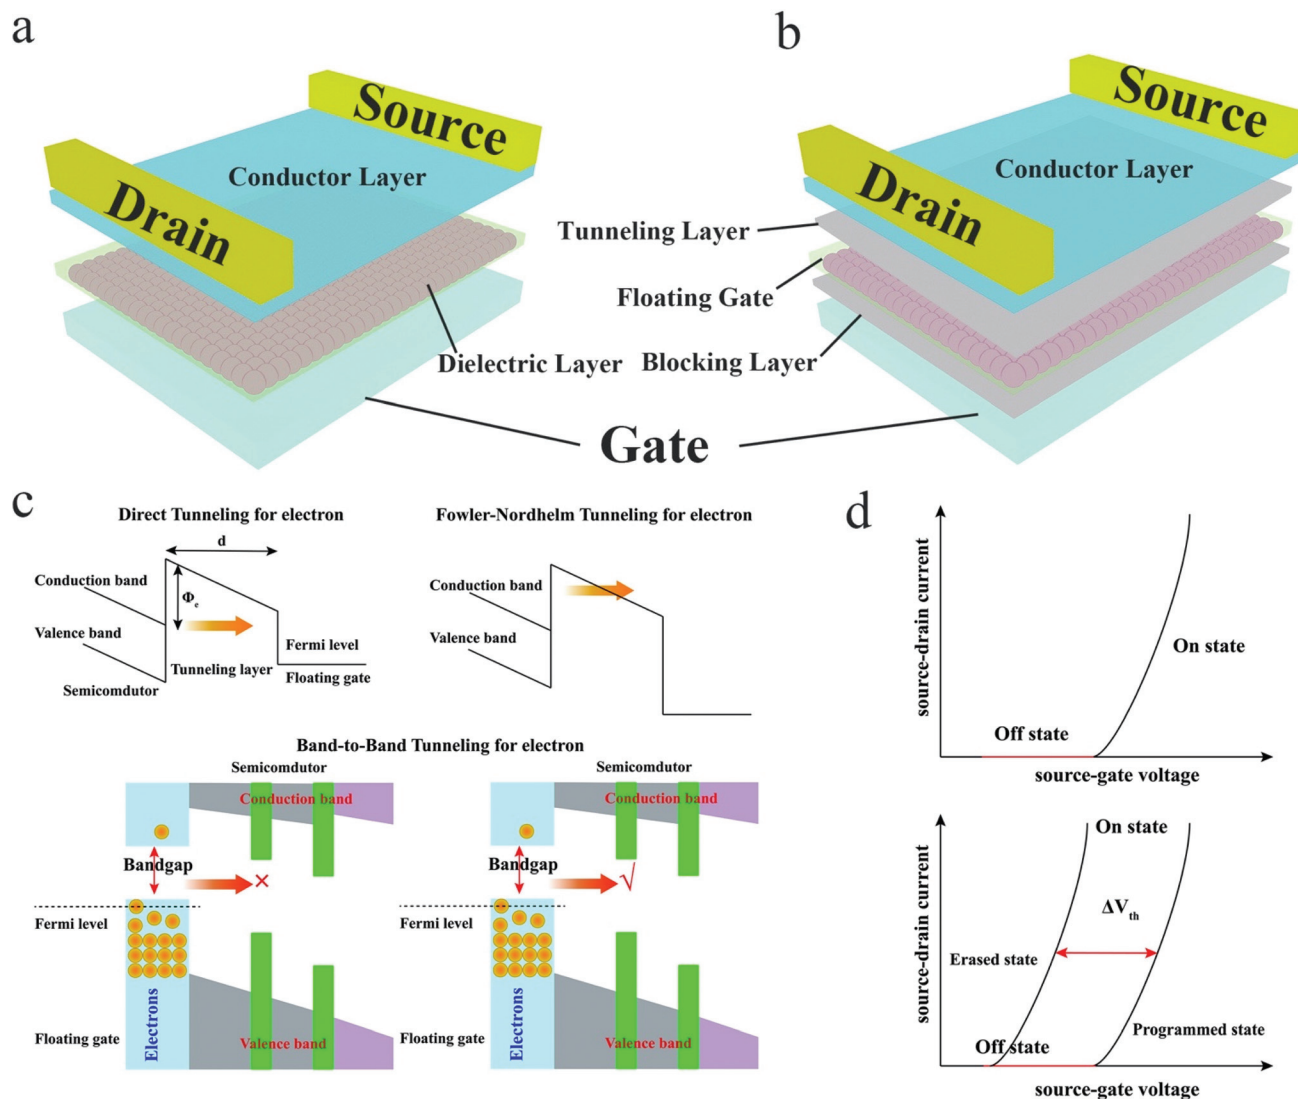 a
b
Source
Drain
Conductor Layer
Dielectric Layer
Source
Drain
Conductor Layer
Tunneling Layer
Floating Gate
Blocking Layer
Gate
c
Direct Tunneling for electron
d
Conduction band
Φe
Valence band
Fermi level
Tunneling layer
Floating gate
Semicomdutor
Fowler-Nordhelm Tunneling for electron
Conduction band
Valence band
Band-to-Band Tunneling for electron
Semicomdutor
Conduction band
Bandgap
×
Fermi level
Electrons
Floating gate
Valence band
Semicomdutor
Conduction band
Bandgap
√
Fermi level
Electrons
Floating gate
Valence band
d
source-drain current
On state
Off state
source-gate voltage
source-drain current
On state
ΔVth
Erased state
Programmed state
Off state
source-gate voltage